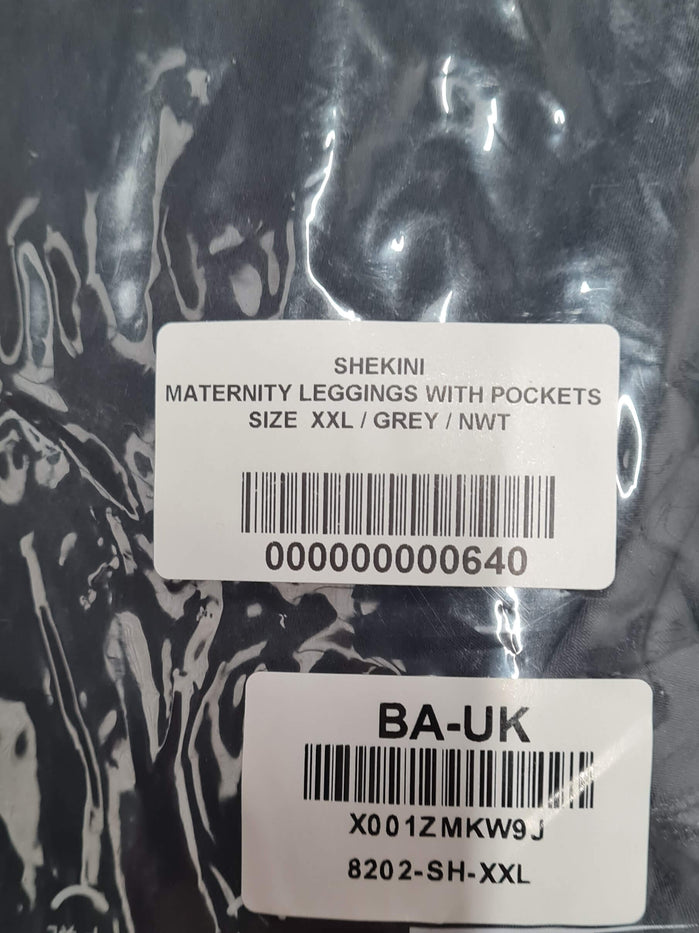 SHEKINI
MATERNITY LEGGINGS WITH POCKETS
SIZE XXL / GREY / NWT
000000000640
BA-UK
X001ZMKW9J
8202-SH-XXL